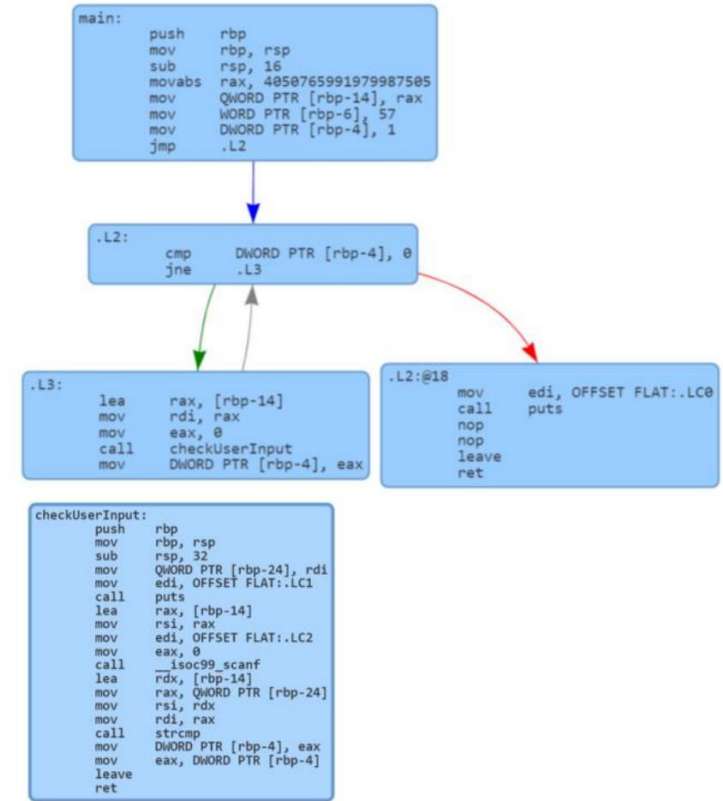 main:
push rbp
mov rbp, rsp
sub rsp, 16
movabs rax, 4050765991979987505
mov QWORD PTR [rbp-14], rax
mov WORD PTR [rbp-6], 57
mov DWORD PTR [rbp-4], 1
jmp .L2
.L2:
cmp DWORD PTR [rbp-4], 0
jne .L3
.L3:
lea rax, [rbp-14]
mov rdi, rax
mov eax, 0
call checkUserInput
mov DWORD PTR [rbp-4], eax
.L2:@18
mov edi, OFFSET FLAT:.LC0
call puts
nop
nop
leave
ret
checkUserInput:
push rbp
mov rbp, rsp
sub rsp, 32
mov QWORD PTR [rbp-24], rdi
mov edi, OFFSET FLAT:.LC1
call puts
lea rax, [rbp-14]
mov rsi, rax
mov edi, OFFSET FLAT:.LC2
mov eax, 0
call __isoc99_scanf
lea rdx, [rbp-14]
mov rax, QWORD PTR [rbp-24]
mov rsi, rdx
mov rdi, rax
call strcmp
mov DWORD PTR [rbp-4], eax
mov eax, DWORD PTR [rbp-4]
leave
ret